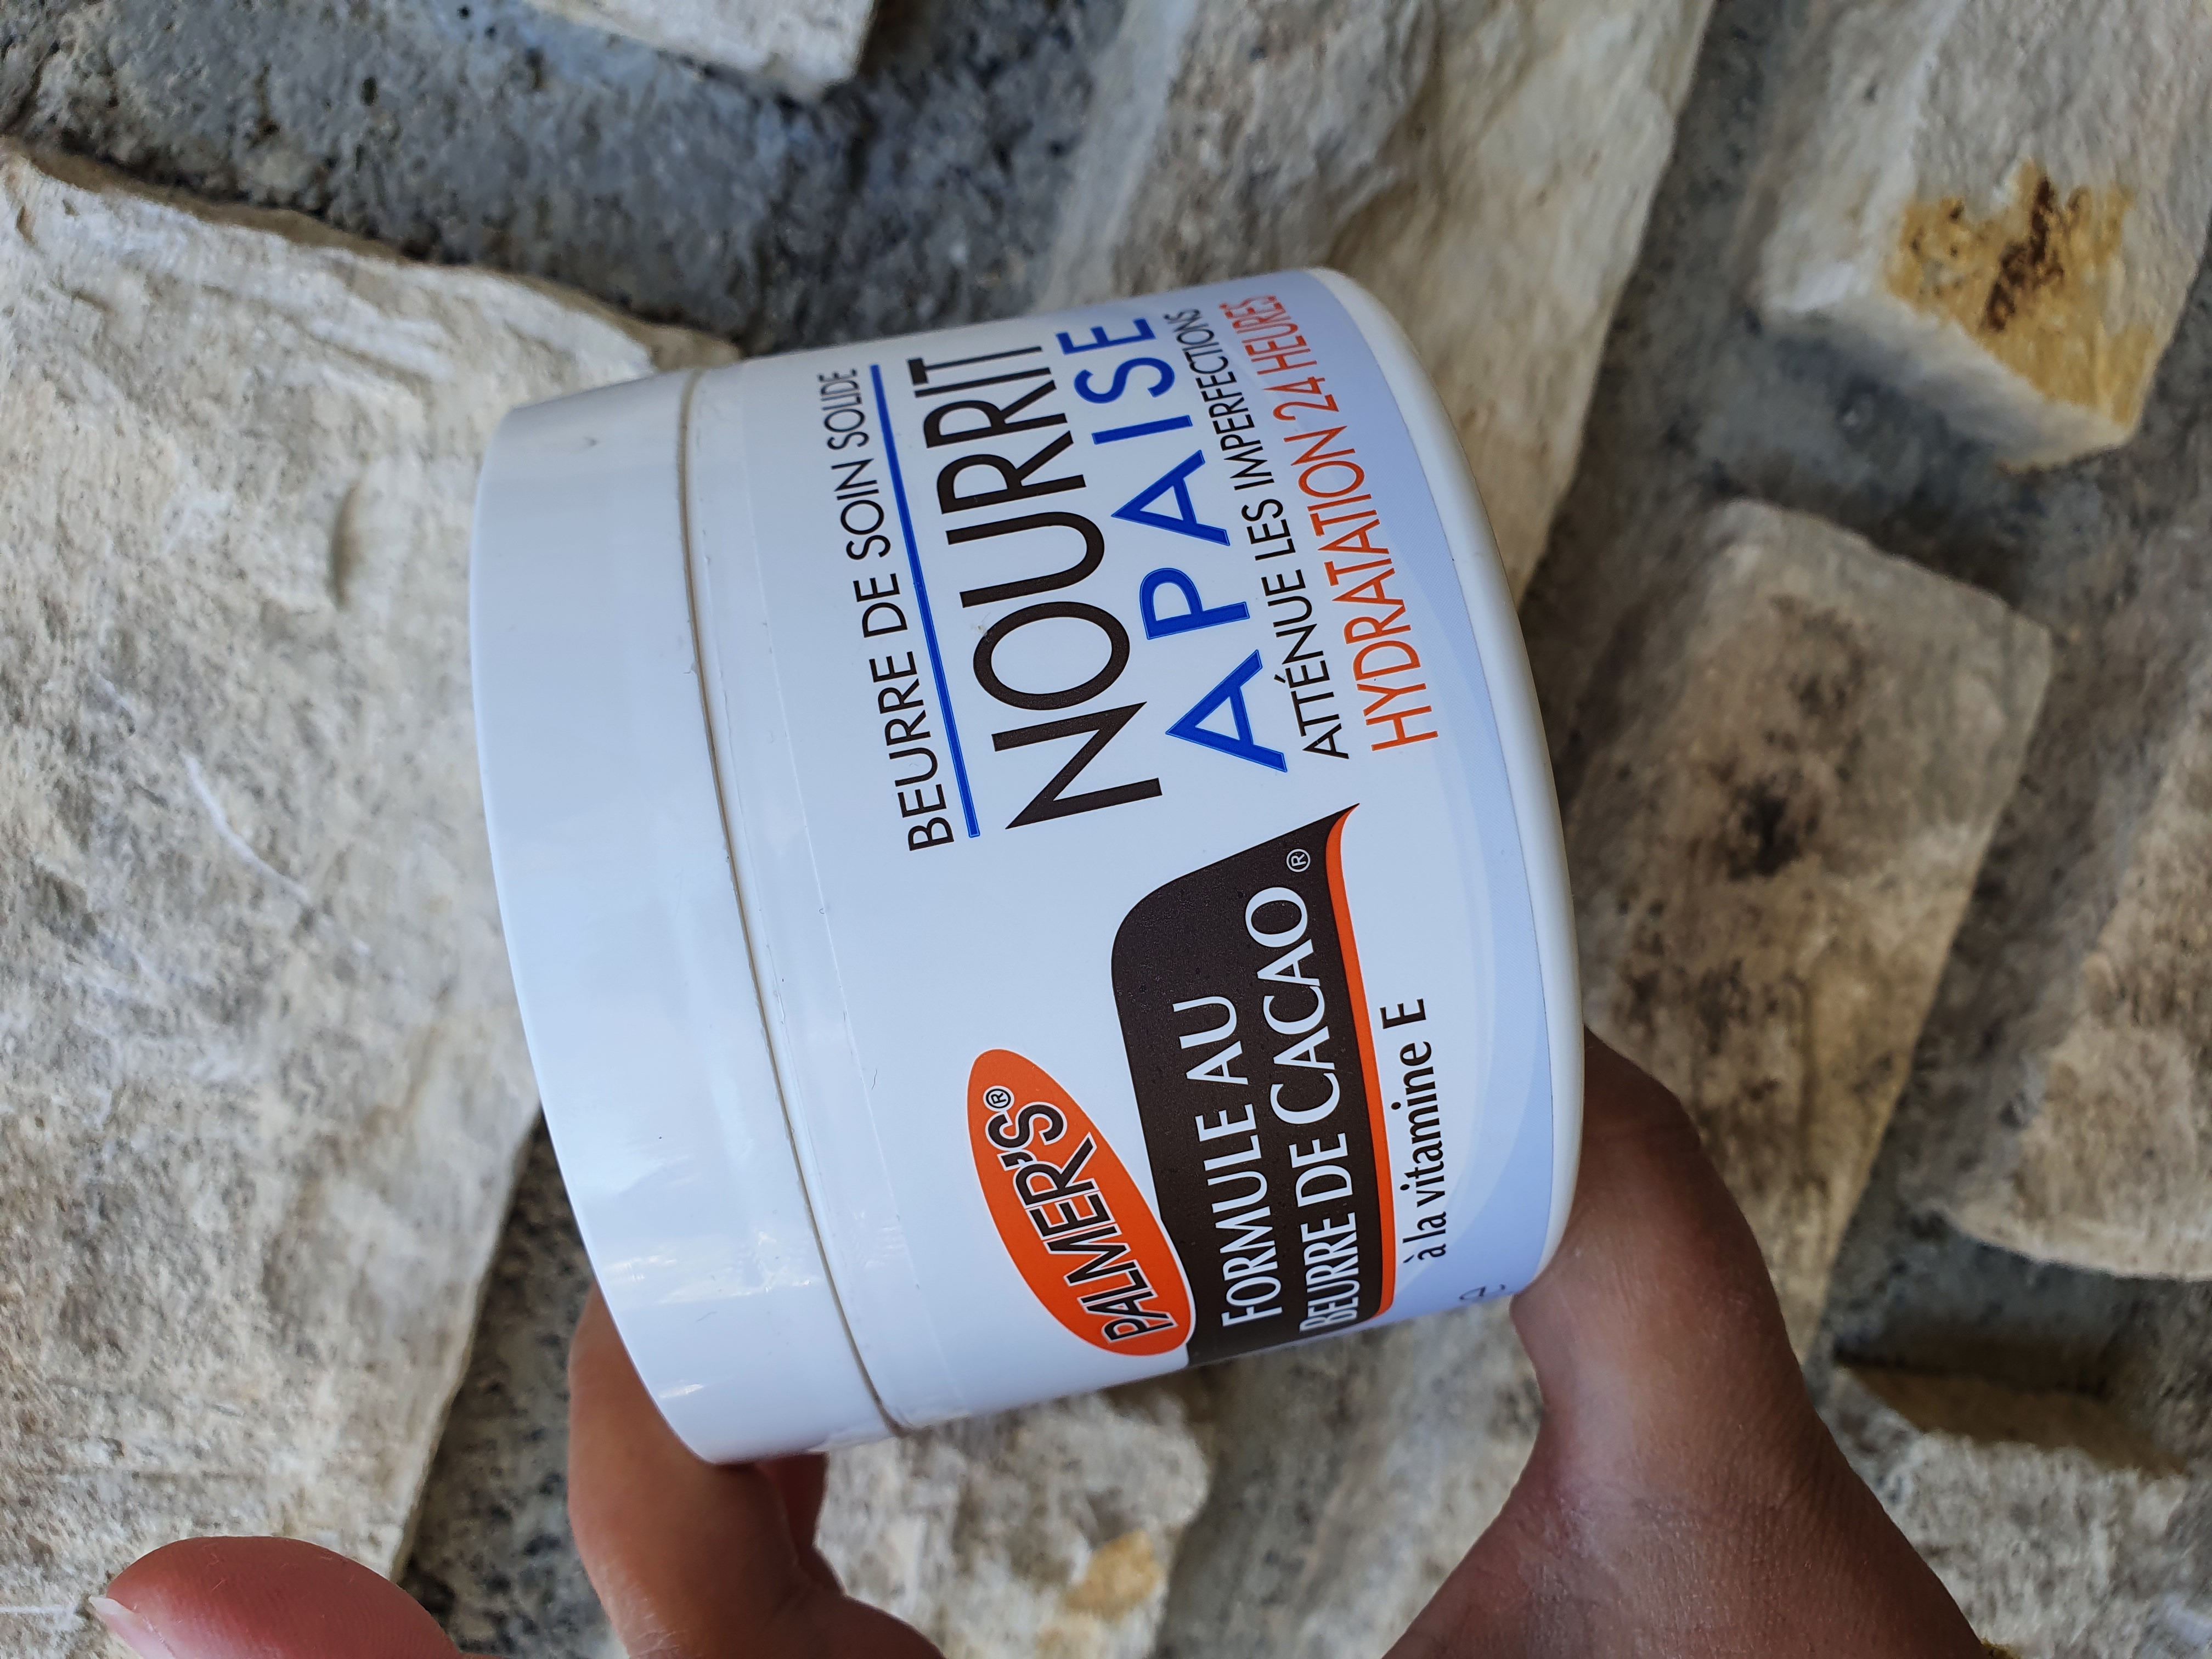 PALMER'S®
FORMULE AU
BEURRE DE CACAO®
à la vitamine E
BEURRE DE SOIN SOLIDE
NOURRIT
APAISE
ATTÉNUE LES IMPERFECTIONS
HYDRATATION 24 HEURES